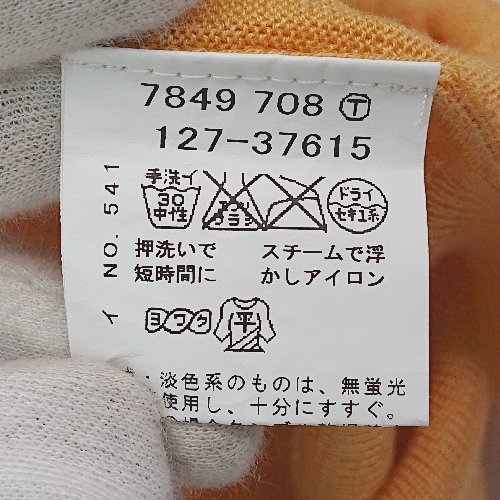 7849 708 Ⓣ
127-37615
手洗イ
30
中性
エンソ
サラシ
ドライ
セキユ系
NO. 541
押洗いで
短時間に
スチームで浮
かしアイロン
イ
ヨワク
平
淡色系のものは、無蛍光
使用し、十分にすすぐ。